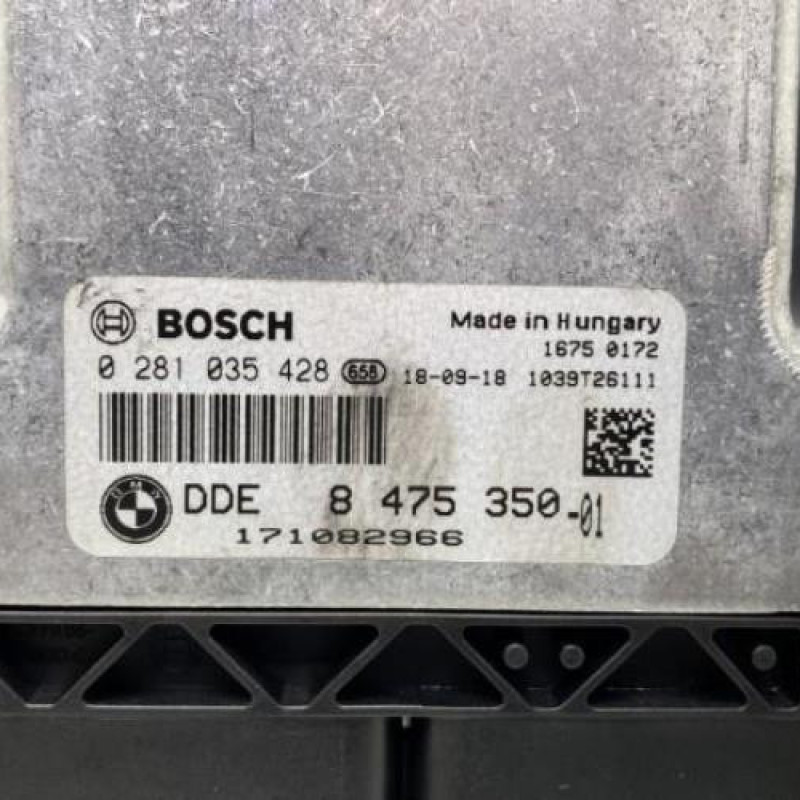 BOSCH
Made in Hungary
1675 0172
0 281 035 428 658 18-09-18 1039T26111
DDE 8 475 350-01
171082966